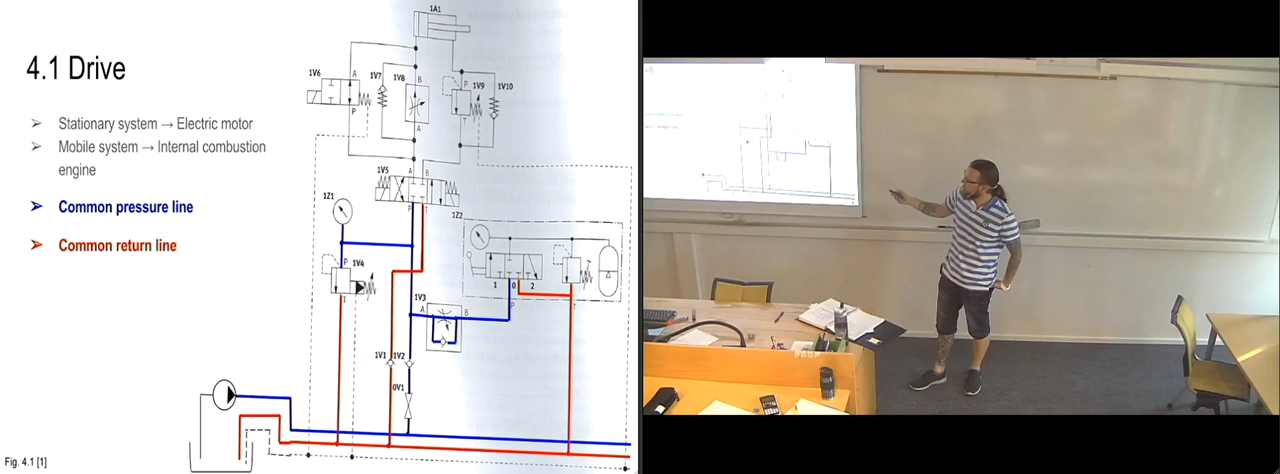 4.1 Drive
➢ Stationary system → Electric motor
➢ Mobile system → Internal combustion
engine
➢ Common pressure line
➢ Common return line
Fig. 4.1 [1]
1A1
1V6
A
P
1V7
1V8
B
A
P
1V9
T
1V10
1V5
A
B
P
T
1Z1
1Z2
P
1V4
T
1V3
A
B
1
0
2
P
T
1V1
1V2
0V1